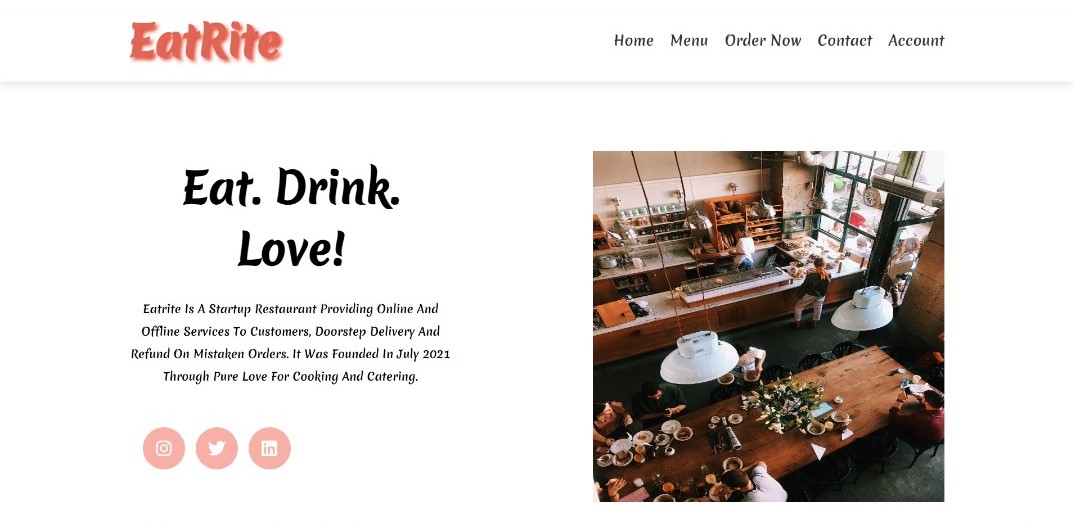 EatRite
Home Menu Order Now Contact Account
Eat. Drink.
Love!
Eatrite Is A Startup Restaurant Providing Online And
Offline Services To Customers, Doorstep Delivery And
Refund On Mistaken Orders. It Was Founded In July 2021
Through Pure Love For Cooking And Catering.